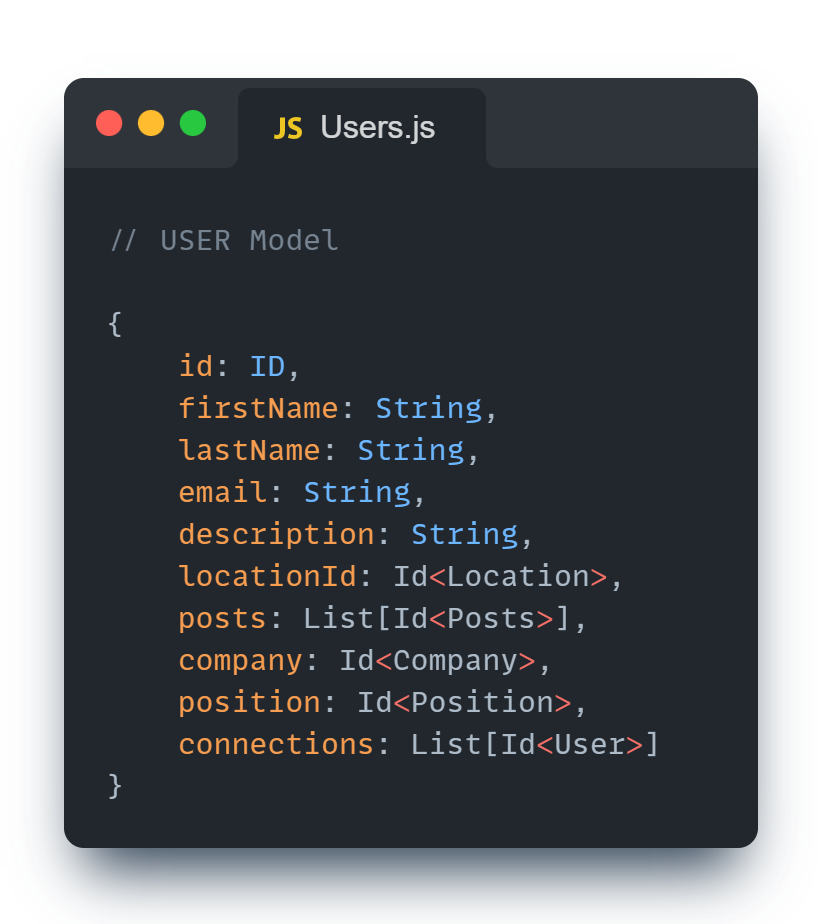 JS Users.js
// USER Model
{
    id: ID,
    firstName: String,
    lastName: String,
    email: String,
    description: String,
    locationId: Id<Location>,
    posts: List[Id<Posts>],
    company: Id<Company>,
    position: Id<Position>,
    connections: List[Id<User>]
}